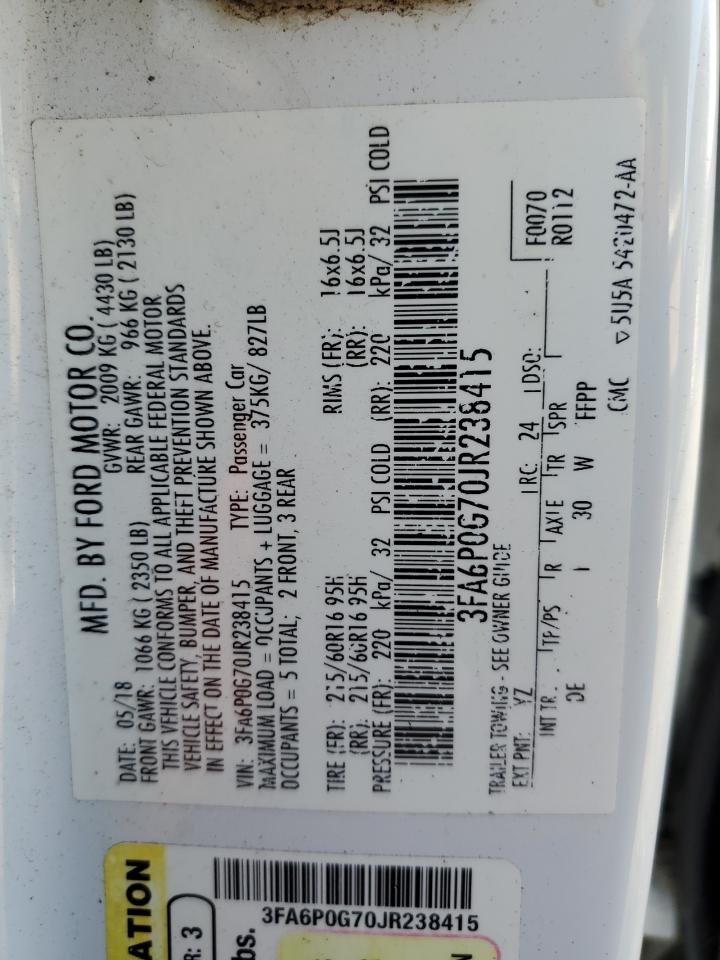 MFD. BY FORD MOTOR CO.
DATE: 05/18 GVWR: 2009 KG ( 4430 LB)
FRONT GAWR: 1066 KG ( 2350 LB) REAR GAWR: 966 KG ( 2130 LB)
THIS VEHICLE CONFORMS TO ALL APPLICABLE FEDERAL MOTOR
VEHICLE SAFETY, BUMPER, AND THEFT PREVENTION STANDARDS
IN EFFECT ON THE DATE OF MANUFACTURE SHOWN ABOVE.
VIN: 3FA6P0G70JR238415 TYPE: Passenger Car
MAXIMUM LOAD = OCCUPANTS + LUGGAGE = 375KG/ 827LB
OCCUPANTS = 5 TOTAL; 2 FRONT, 3 REAR
TIRE (FR): 215/60R16 95H RIMS (FR): 16x6.5J
(RR): 215/60R16 95H (RR): 16x6.5J
PRESSURE (FR): 220 kPa/ 32 PSI COLD (RR): 220 kPa/ 32 PSI COLD
3FA6P0G70JR238415
TRAILER TOWING - SEE OWNER GUIDE
EXT PNT: YZ RC: 24 DSO: F0070
R0112
INT TR. TP/PS R AXLE TR SPR
DE I 30 W FFPP
CMC ▽ 5U5A 5420472-AA
ATION
R: 3
3FA6P0G70JR238415
bs.